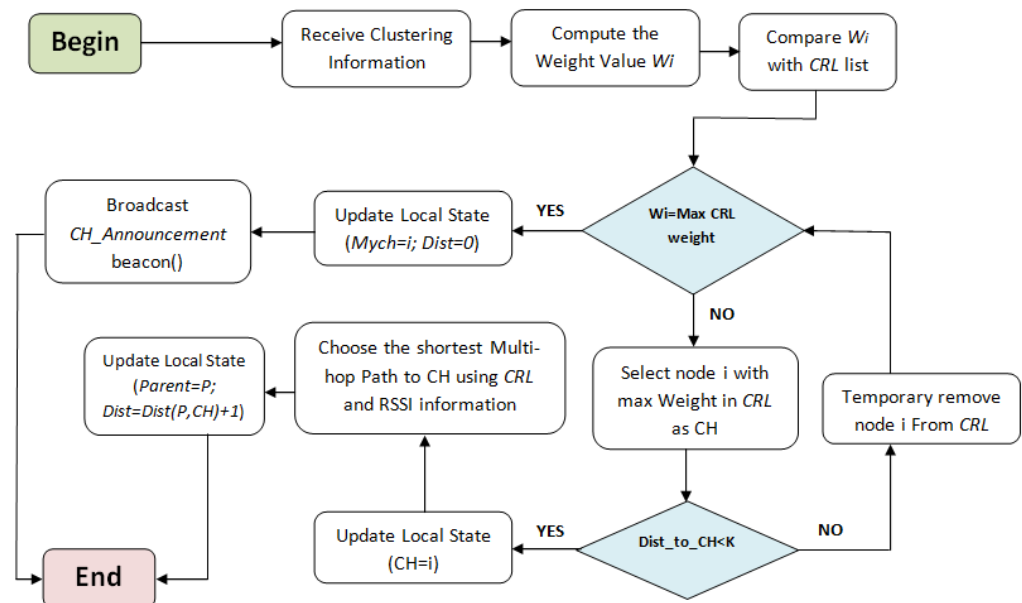 Begin
Receive Clustering
Information
Compute the
Weight Value Wi
Compare Wi
with CRL list
Wi=Max CRL
weight
YES
Update Local State
(Mych=i; Dist=0)
Broadcast
CH_Announcement
beacon()
NO
Select node i with
max Weight in CRL
as CH
Temporary remove
node i From CRL
Dist_to_CH<K
NO
YES
Update Local State
(CH=i)
Choose the shortest Multi-
hop Path to CH using CRL
and RSSI information
Update Local State
(Parent=P;
Dist=Dist(P,CH)+1)
End